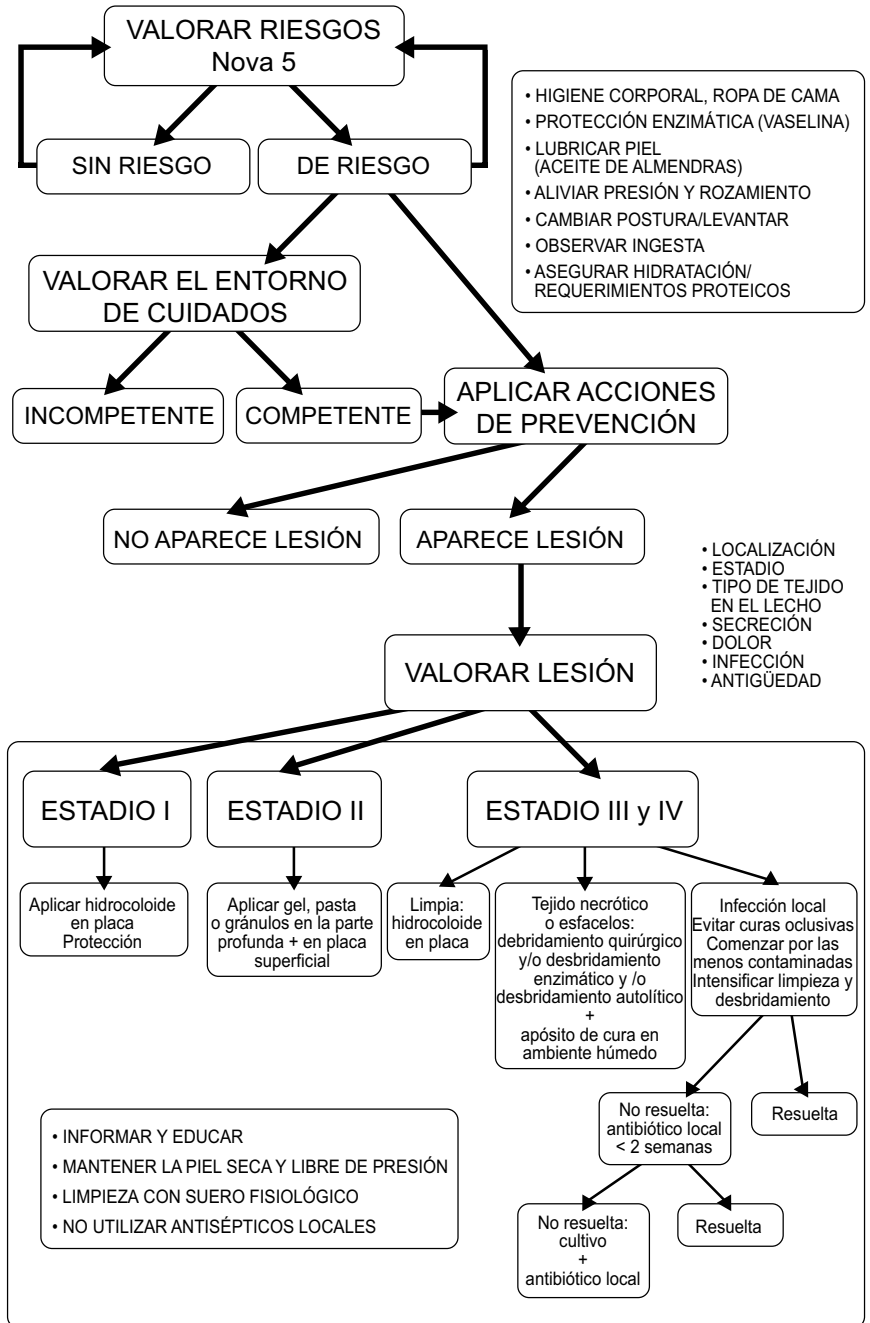 VALORAR RIESGOS
Nova 5
SIN RIESGO
DE RIESGO
• HIGIENE CORPORAL, ROPA DE CAMA
• PROTECCIÓN ENZIMÁTICA (VASELINA)
• LUBRICAR PIEL
(ACEITE DE ALMENDRAS)
• ALIVIAR PRESIÓN Y ROZAMIENTO
• CAMBIAR POSTURA/LEVANTAR
• OBSERVAR INGESTA
• ASEGURAR HIDRATACIÓN/
REQUERIMIENTOS PROTEICOS
VALORAR EL ENTORNO
DE CUIDADOS
INCOMPETENTE
COMPETENTE
APLICAR ACCIONES
DE PREVENCIÓN
NO APARECE LESIÓN
APARECE LESIÓN
• LOCALIZACIÓN
• ESTADIO
• TIPO DE TEJIDO
EN EL LECHO
• SECRECIÓN
• DOLOR
• INFECCIÓN
• ANTIGÜEDAD
VALORAR LESIÓN
ESTADIO I
ESTADIO II
ESTADIO III y IV
Aplicar hidrocoloide
en placa
Protección
Aplicar gel, pasta
o gránulos en la parte
profunda + en placa
superficial
Limpia:
hidrocoloide
en placa
Tejido necrótico
o esfacelos:
debridamiento quirúrgico
y/o desbridamiento
enzimático y /o
desbridamiento autolítico
+
apósito de cura en
ambiente húmedo
Infección local
Evitar curas oclusivas
Comenzar por las
menos contaminadas
Intensificar limpieza y
desbridamiento
No resuelta:
antibiótico local
< 2 semanas
Resuelta
No resuelta:
cultivo
+
antibiótico local
Resuelta
• INFORMAR Y EDUCAR
• MANTENER LA PIEL SECA Y LIBRE DE PRESIÓN
• LIMPIEZA CON SUERO FISIOLÓGICO
• NO UTILIZAR ANTISÉPTICOS LOCALES